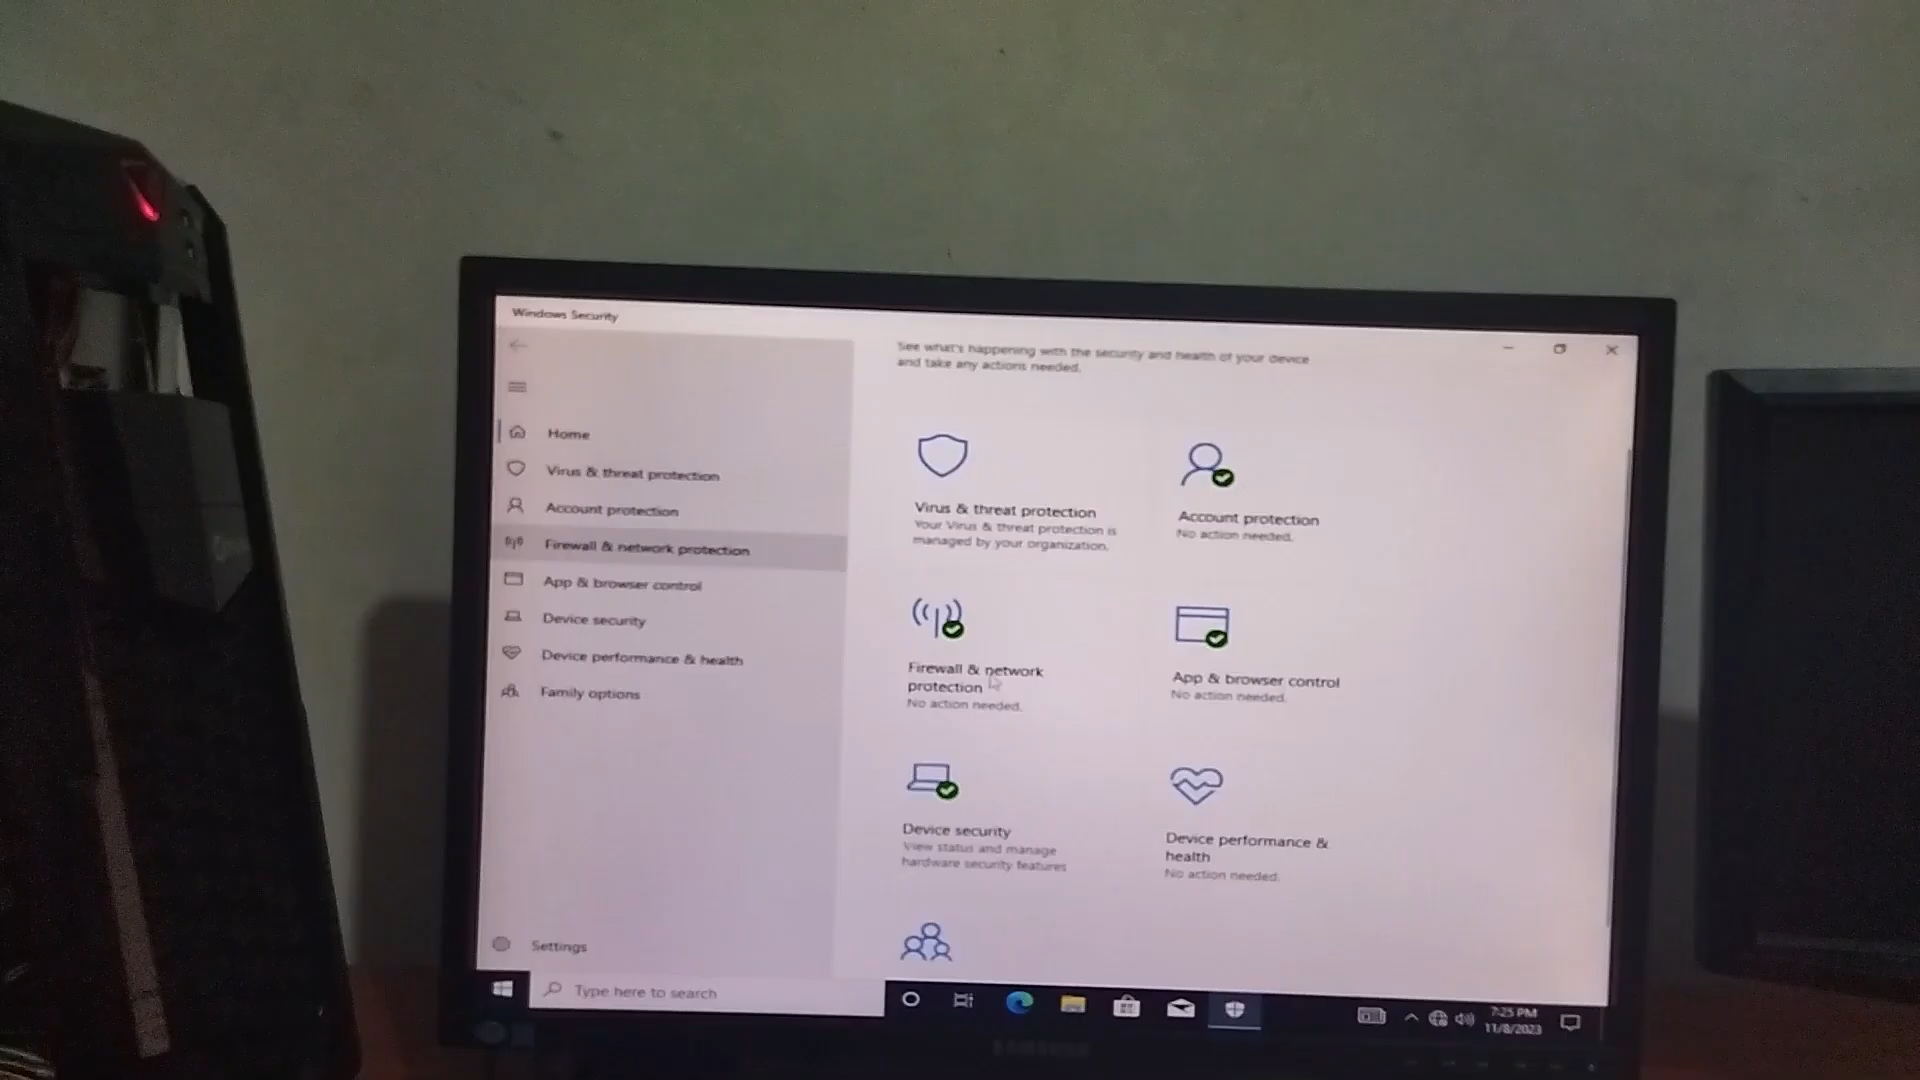 Windows Security
See what's happening with the security and health of your device
and take any actions needed.
Home
Virus & threat protection
Account protection
Firewall & network protection
App & browser control
Device security
Device performance & health
Family options
Settings
Virus & threat protection
Your Virus & threat protection is
managed by your organization.
Account protection
No action needed.
Firewall & network
protection
No action needed.
App & browser control
No action needed.
Device security
View status and manage
hardware security features
Device performance &
health
No action needed.
Type here to search
7:25 PM
11/8/2023
SAMSUNG